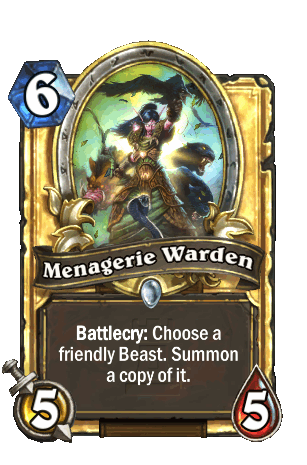 6
Menagerie Warden
Battlecry: Choose a
friendly Beast. Summon
a copy of it.
5
5